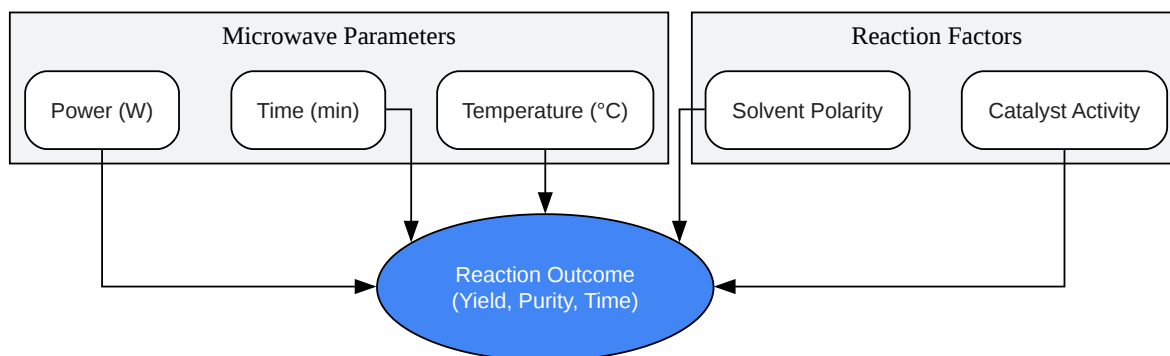 Microwave Parameters
Reaction Factors
Power (W)
Time (min)
Temperature (°C)
Solvent Polarity
Catalyst Activity
Reaction Outcome
(Yield, Purity, Time)